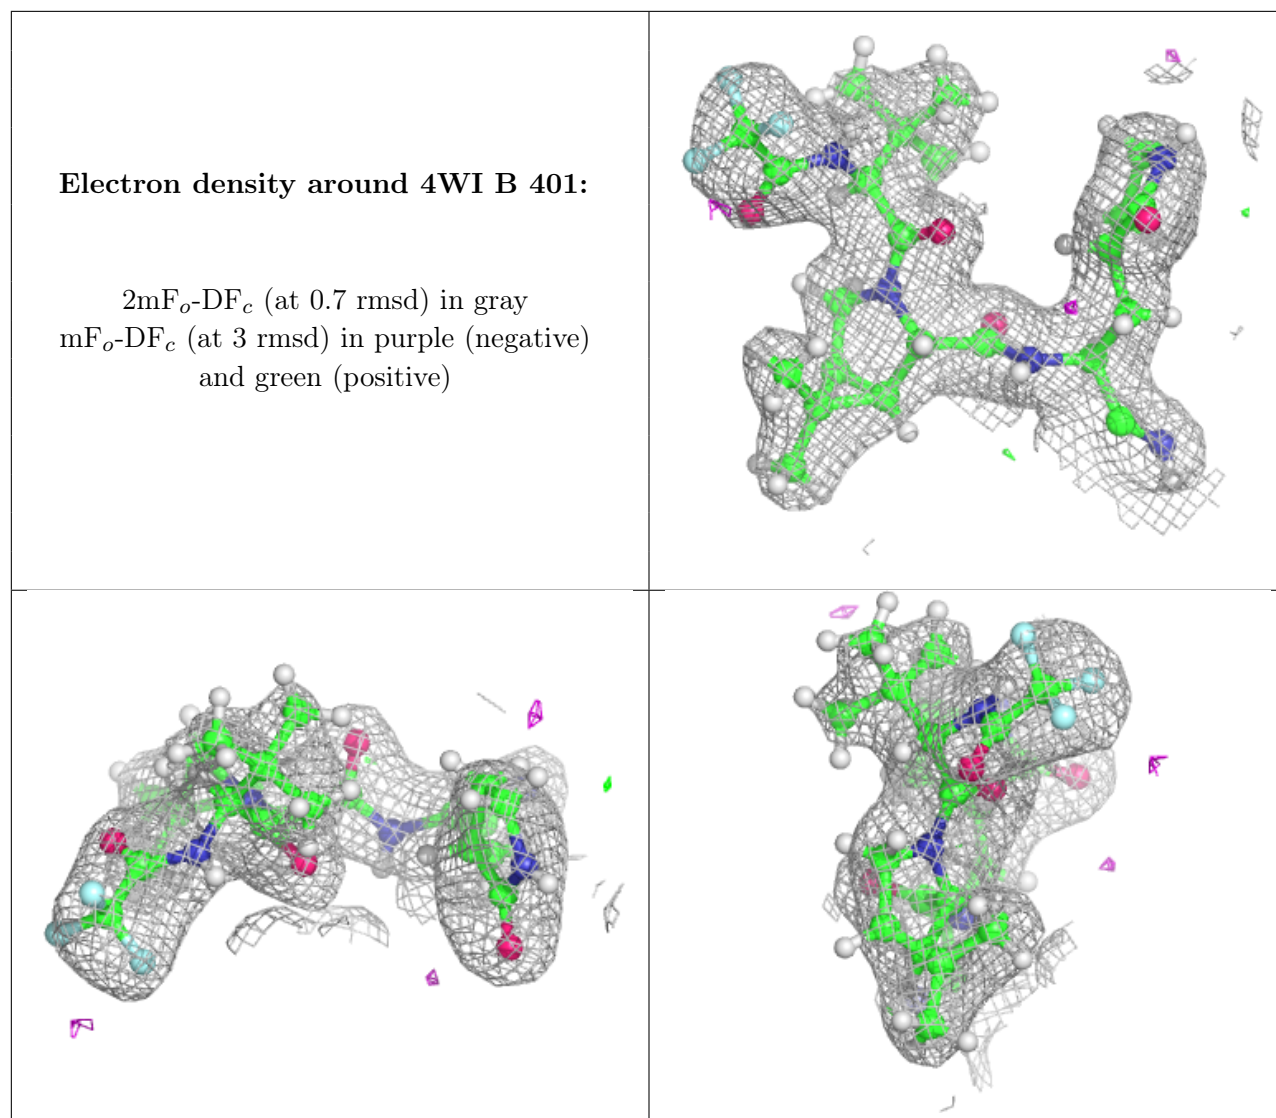 Electron density around 4WI B 401:
2mFo-DFc (at 0.7 rmsd) in gray
mFo-DFc (at 3 rmsd) in purple (negative)
and green (positive)